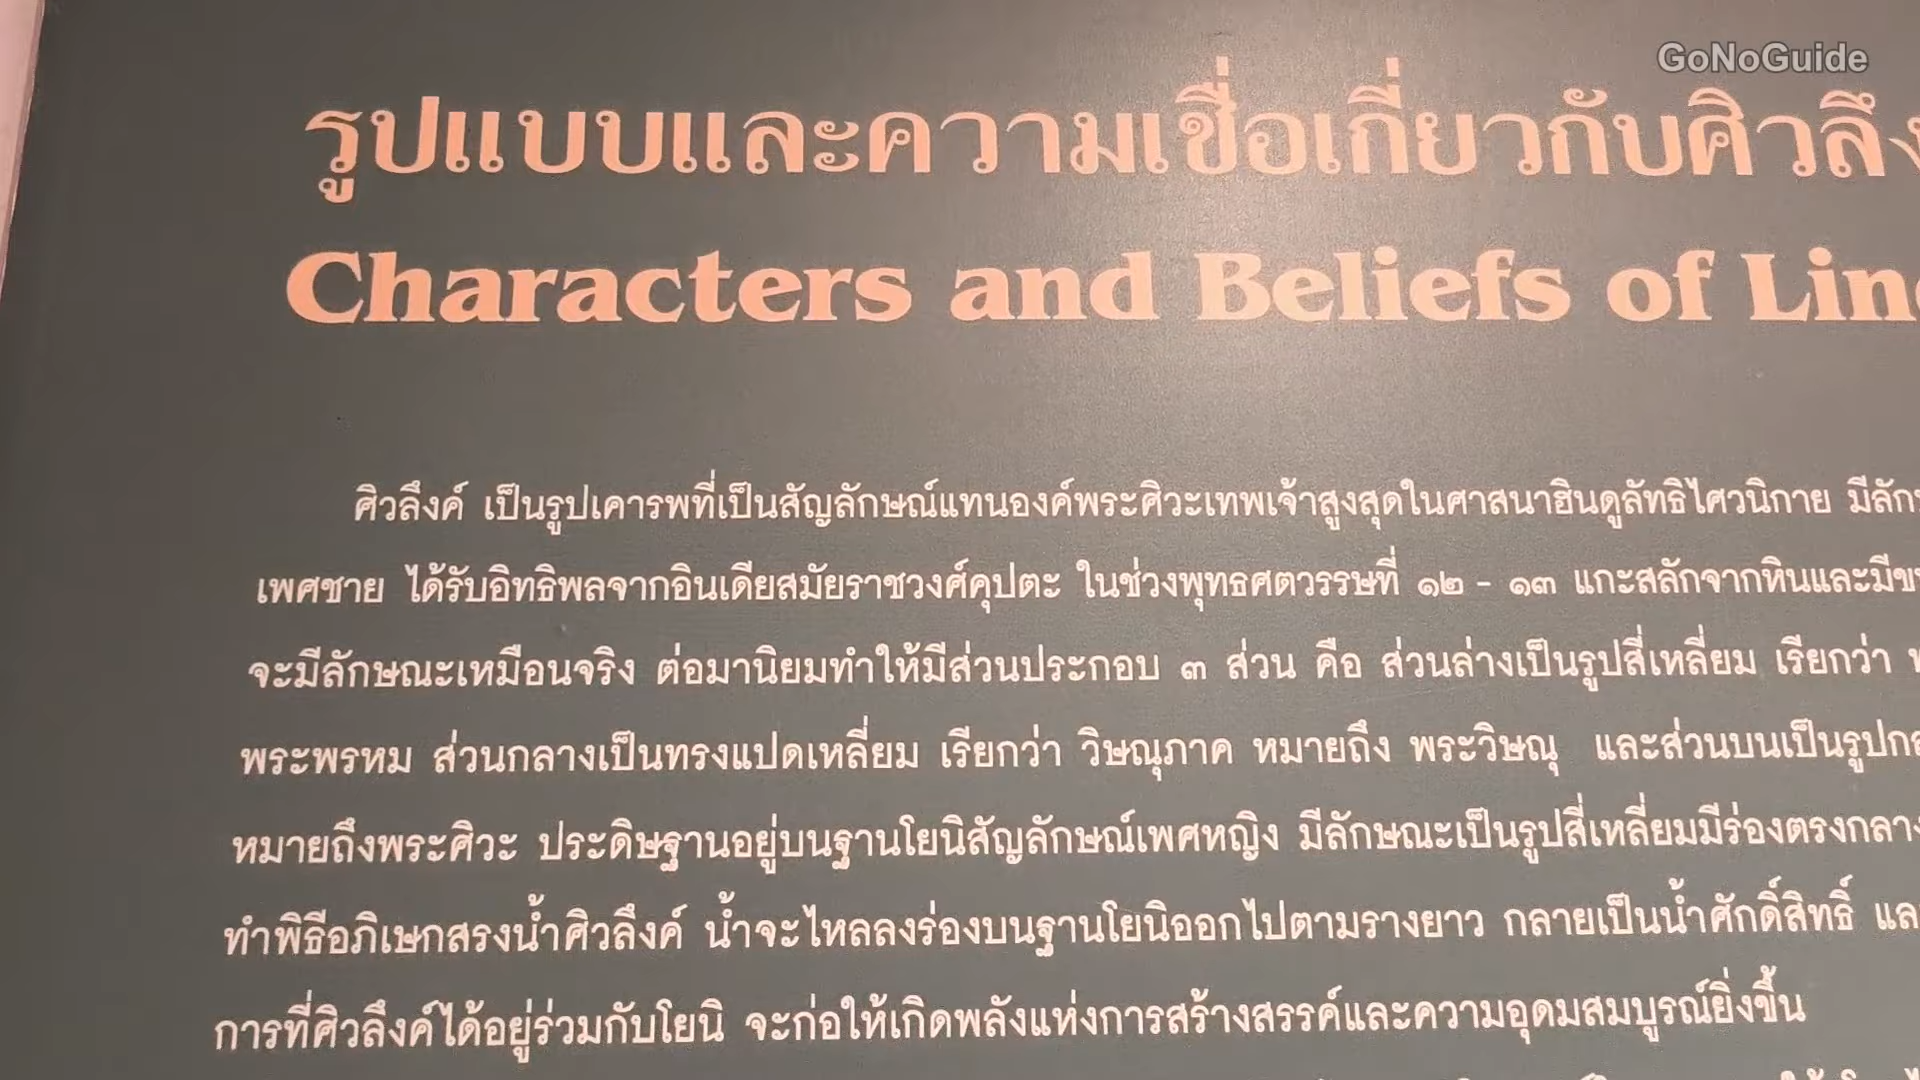 GoNoGuide
รูปแบบและความเชื่อเกี่ยวกับศิวลึง
Characters and Beliefs of Ling
ศิวลึงค์ เป็นรูปเคารพที่เป็นสัญลักษณ์แทนองค์พระศิวะเทพเจ้าสูงสุดในศาสนาฮินดูลัทธิไศวนิกาย มีลัก
เพศชาย ได้รับอิทธิพลจากอินเดียสมัยราชวงศ์คุปตะ ในช่วงพุทธศตวรรษที่ ๑๒ - ๑๓ แกะสลักจากหินและมี
จะมีลักษณะเหมือนจริง ต่อมานิยมทำให้มีส่วนประกอบ ๓ ส่วน คือ ส่วนล่างเป็นรูปสี่เหลี่ยม เรียกว่า
พระพรหม ส่วนกลางเป็นทรงแปดเหลี่ยม เรียกว่า วิษณุภาค หมายถึง พระวิษณุ และส่วนบนเป็นรูป
หมายถึงพระศิวะ ประดิษฐานอยู่บนฐานโยนิสัญลักษณ์เพศหญิง มีลักษณะเป็นรูปสี่เหลี่ยมมีร่องตรงกลาง
ทำพิธีอภิเษกสรงน้ำศิวลึงค์ น้ำจะไหลลงร่องบนฐานโยนิออกไปตามรางยาว กลายเป็นน้ำศักดิ์สิทธิ์
การที่ศิวลึงค์ได้อยู่ร่วมกับโยนิ จะก่อให้เกิดพลังแห่งการสร้างสรรค์และความอุดมสมบูรณ์ยิ่งขึ้น